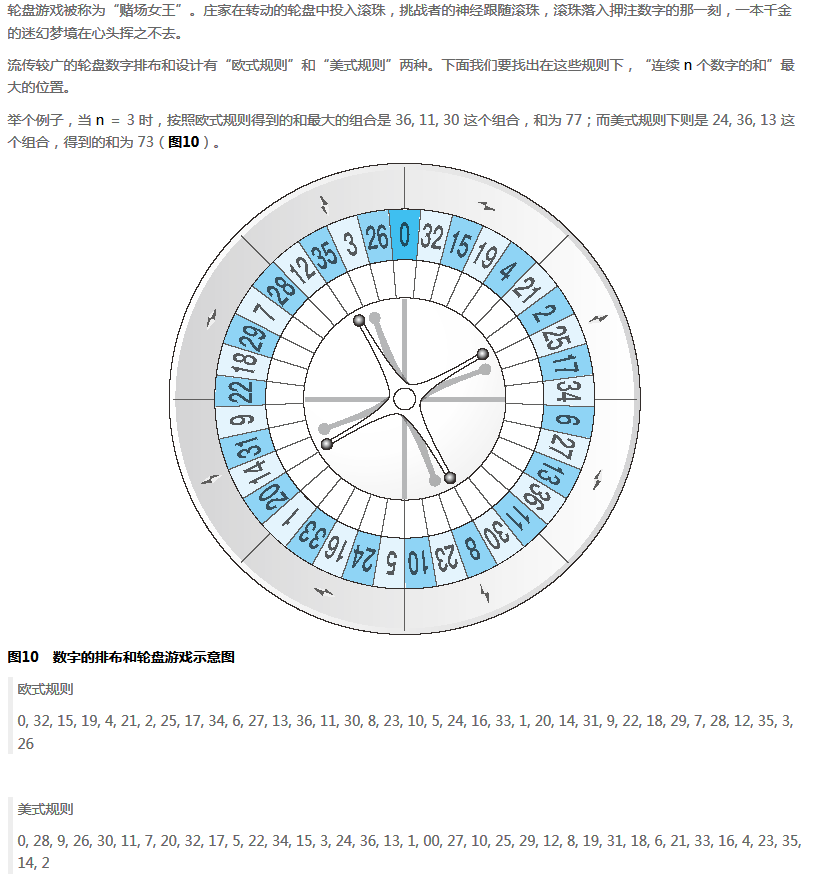 轮盘游戏被称为“赌场女王”。庄家在转动的轮盘中投入滚珠，挑战者的神经跟随滚珠，滚珠落入押注数字的那一刻，一本千金
的迷幻梦境在心头挥之不去。
流传较广的轮盘数字排布和设计有“欧式规则”和“美式规则”两种。下面我们要找出在这些规则下，“连续 n 个数字的和”最
大的位置。
举个例子，当 n = 3 时，按照欧式规则得到的和最大的组合是 36, 11, 30 这个组合，和为 77；而美式规则下则是 24, 36, 13 这
个组合，得到的和为 73（图10）。
0 32 15 19 4 21 2 25 17 34 6 27 13 36 11 30 8 23 10 5 24 16 33 1 20 14 31 9 22 18 29 7 28 12 35 3 26
图10 数字的排布和轮盘游戏示意图
欧式规则
0, 32, 15, 19, 4, 21, 2, 25, 17, 34, 6, 27, 13, 36, 11, 30, 8, 23, 10, 5, 24, 16, 33, 1, 20, 14, 31, 9, 22, 18, 29, 7, 28, 12, 35, 3,
26
美式规则
0, 28, 9, 26, 30, 11, 7, 20, 32, 17, 5, 22, 34, 15, 3, 24, 36, 13, 1, 00, 27, 10, 25, 29, 12, 8, 19, 31, 18, 6, 21, 33, 16, 4, 23, 35,
14, 2